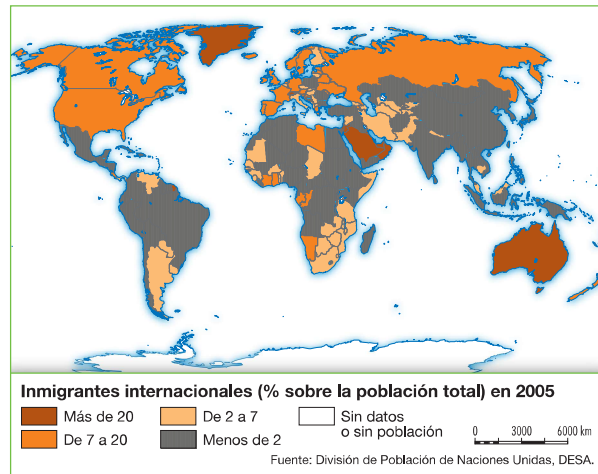 Inmigrantes internacionales (% sobre la población total) en 2005
Más de 20
De 7 a 20
De 2 a 7
Menos de 2
Sin datos
o sin población
0 3000 6000 km
Fuente: División de Población de Naciones Unidas, DESA.